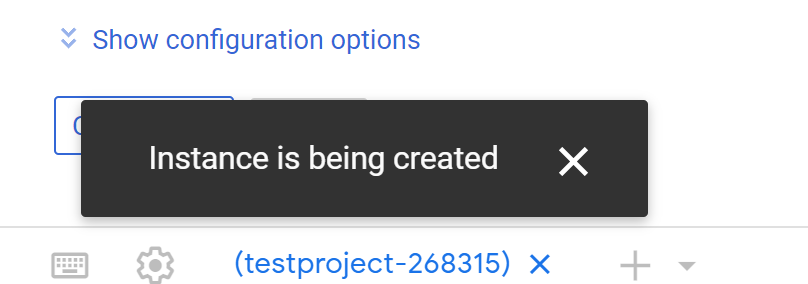 Show configuration options
Instance is being created
(testproject-268315)